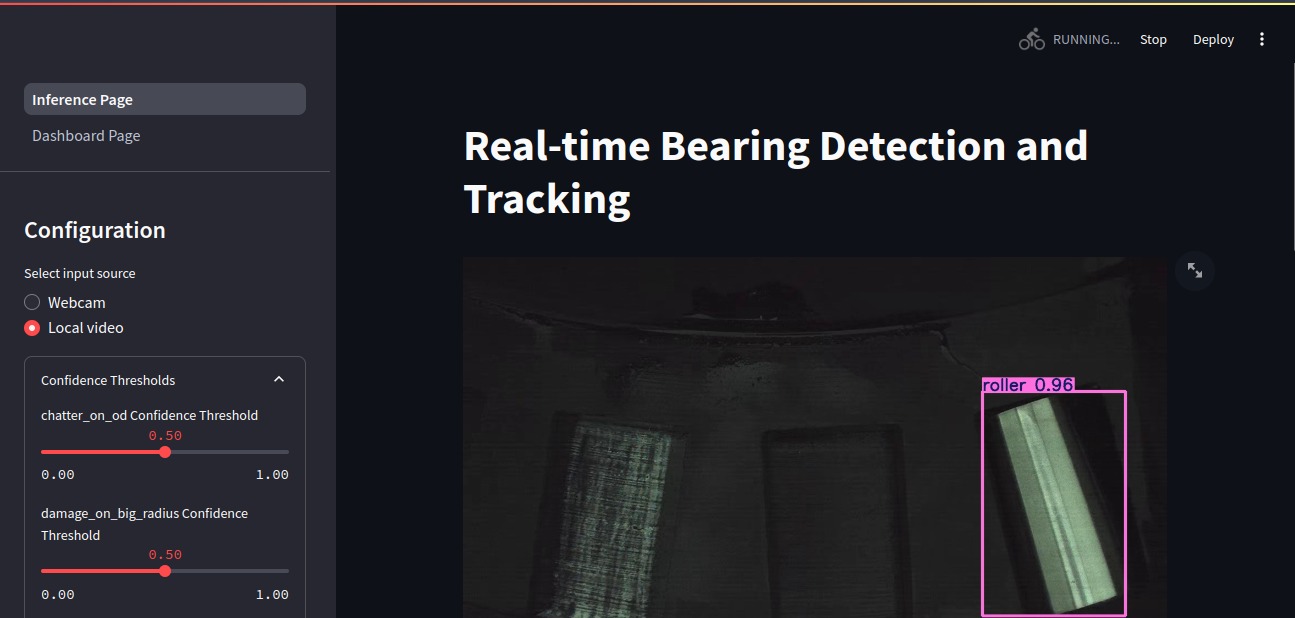 RUNNING...
Stop
Deploy
Inference Page
Dashboard Page
Real-time Bearing Detection and
Tracking
Configuration
Select input source
Webcam
Local video
Confidence Thresholds
chatter_on_od Confidence Threshold
0.50
0.00 1.00
damage_on_big_radius Confidence
Threshold
0.50
0.00 1.00
roller 0.96